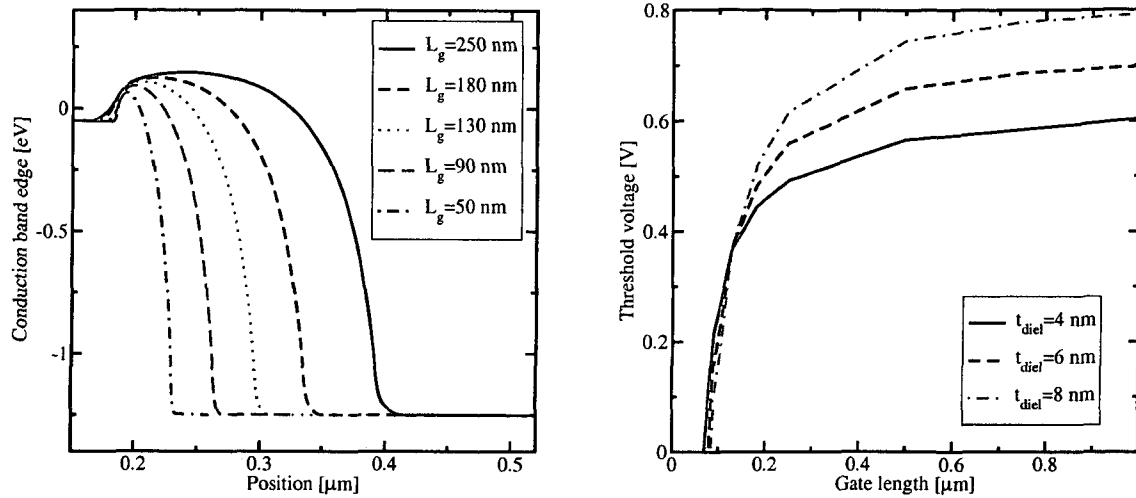 Conduction band edge [eV]
0
-0.5
-1
0.2
0.3
0.4
0.5
Position [μm]
L_g=250 nm
L_g=180 nm
L_g=130 nm
L_g=90 nm
L_g=50 nm
Threshold voltage [V]
0.8
0.6
0.4
0.2
0
0
0.2
0.4
0.6
0.8
Gate length [μm]
t_diel=4 nm
t_diel=6 nm
t_diel=8 nm